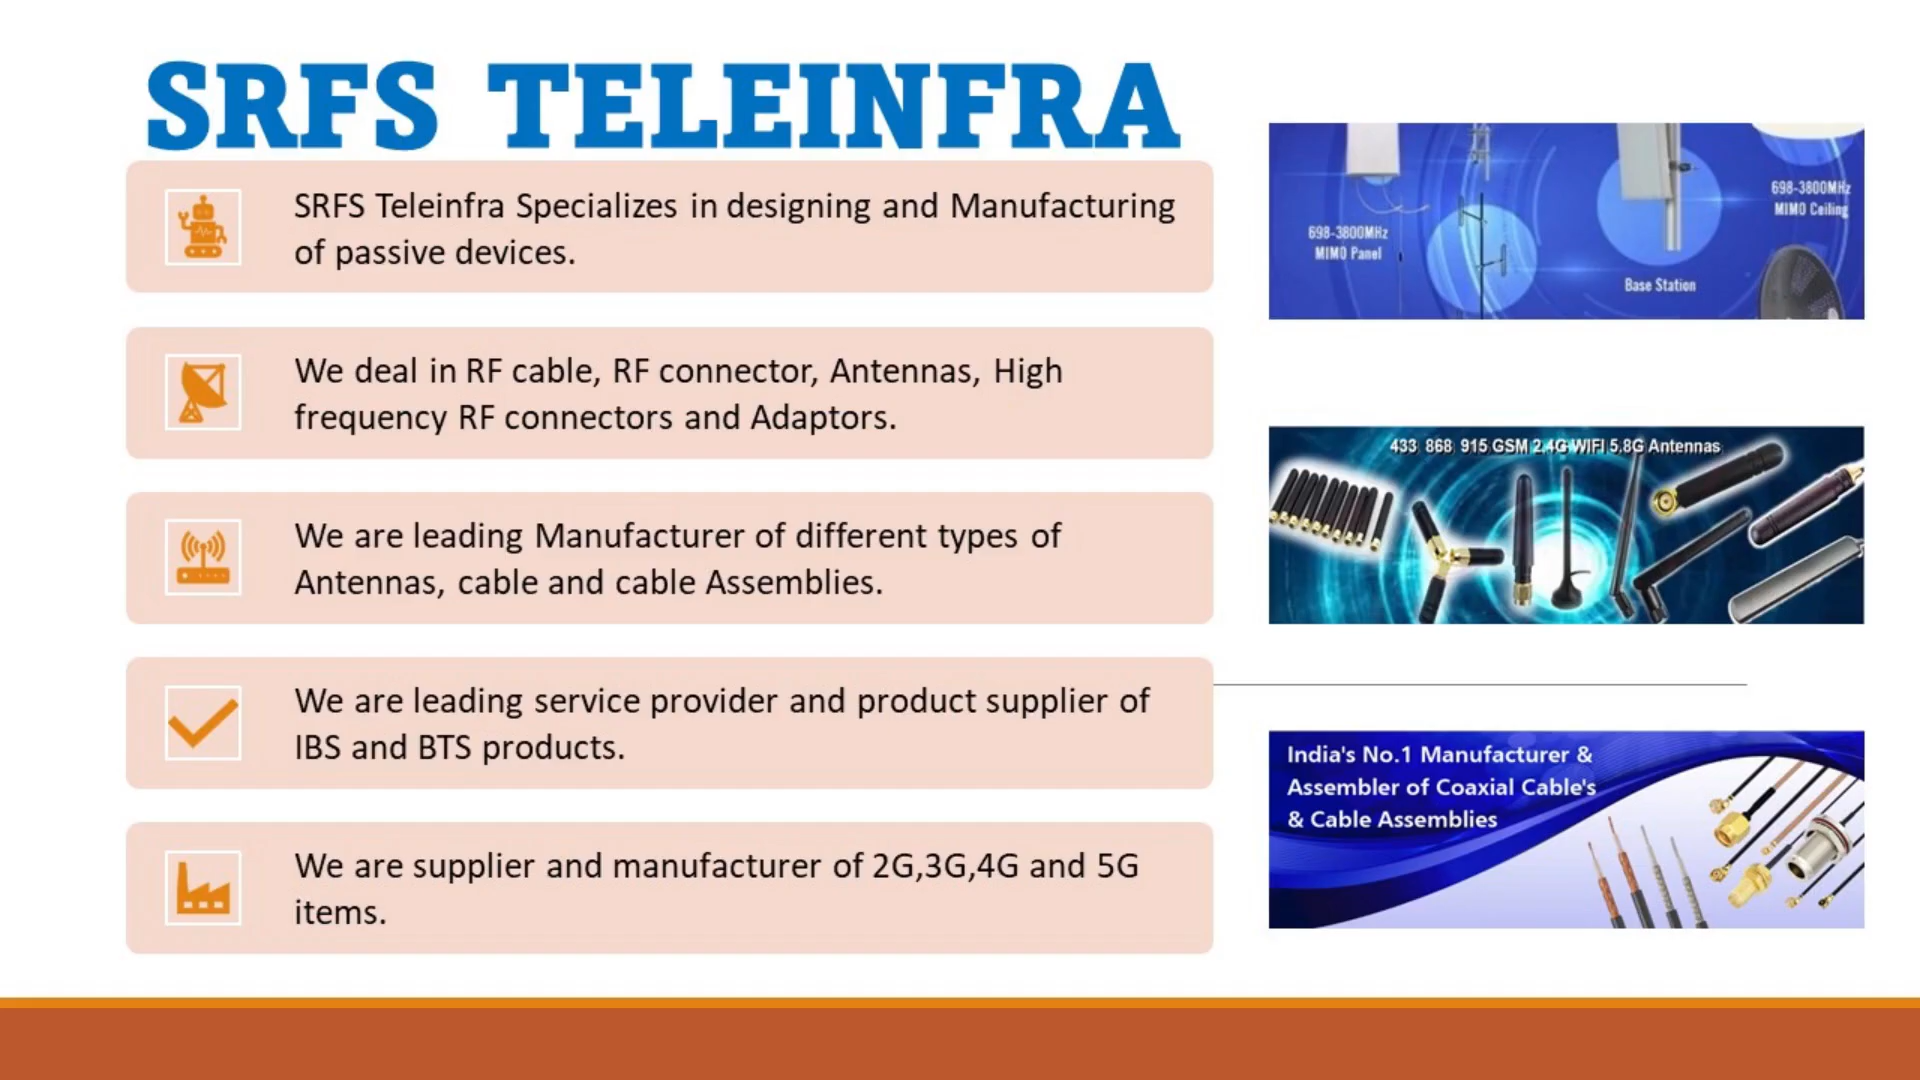 SRFS TELEINFRA
SRFS Teleinfra Specializes in designing and Manufacturing
of passive devices.
We deal in RF cable, RF connector, Antennas, High
frequency RF connectors and Adaptors.
We are leading Manufacturer of different types of
Antennas, cable and cable Assemblies.
We are leading service provider and product supplier of
IBS and BTS products.
We are supplier and manufacturer of 2G,3G,4G and 5G
items.
698-3800MHz
MIMO Panel
Base Station
698-3800MHz
MIMO Ceiling
433 868 915 GSM 2.4G WIFI 5.8G Antennas
India's No.1 Manufacturer &
Assembler of Coaxial Cable's
& Cable Assemblies